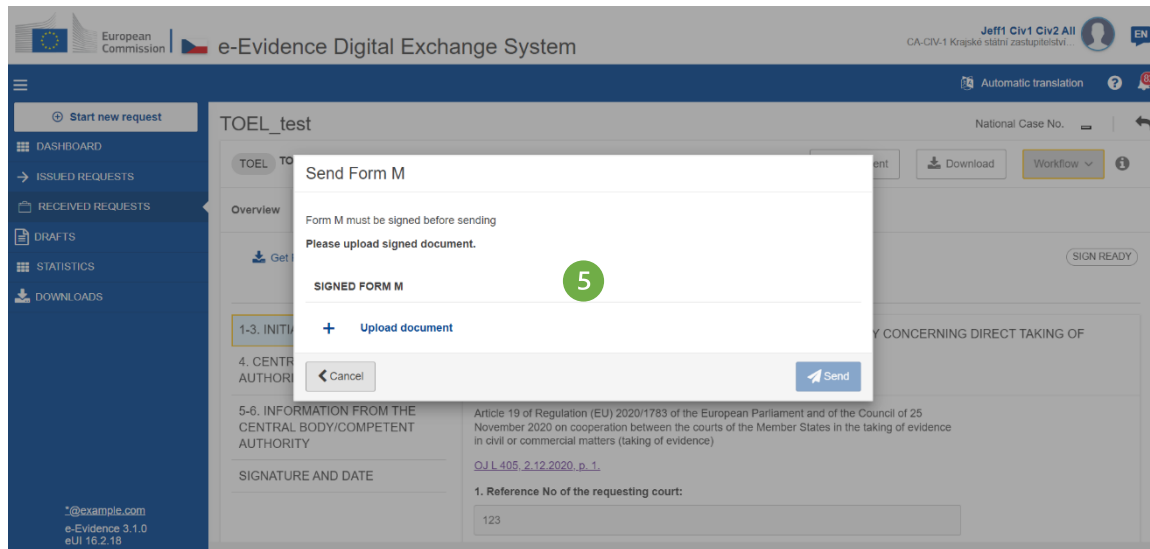 European
Commission
e-Evidence Digital Exchange System
Jeff1 Civ1 Civ2 All
CA-CIV-1 Krajské státní zastupitelství...
EN
Automatic translation
Start new request
TOEL_test
National Case No.
DASHBOARD
ISSUED REQUESTS
RECEIVED REQUESTS
DRAFTS
STATISTICS
DOWNLOADS
TOEL
Download
Workflow
Overview
Get
SIGN READY
Send Form M
Form M must be signed before sending
Please upload signed document.
5
SIGNED FORM M
+ Upload document
Cancel
Send
1-3. INITI
Y CONCERNING DIRECT TAKING OF
4. CENTR
AUTHORI
5-6. INFORMATION FROM THE
CENTRAL BODY/COMPETENT
AUTHORITY
SIGNATURE AND DATE
Article 19 of Regulation (EU) 2020/1783 of the European Parliament and of the Council of 25
November 2020 on cooperation between the courts of the Member States in the taking of evidence
in civil or commercial matters (taking of evidence)
OJ L 405, 2.12.2020, p. 1.
1. Reference No of the requesting court:
123
*@example.com
e-Evidence 3.1.0
eUI 16.2.18